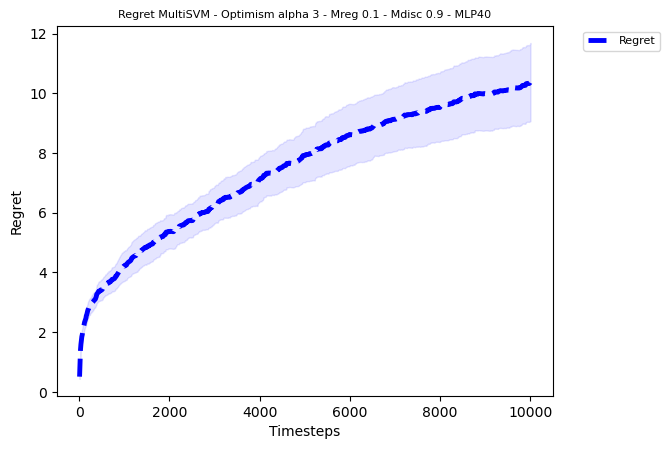 Regret MultiSVM - Optimism alpha 3 - Mreg 0.1 - Mdisc 0.9 - MLP40
Regret
12
10
8
6
4
2
0
Regret
0 2000 4000 6000 8000 10000
Timesteps